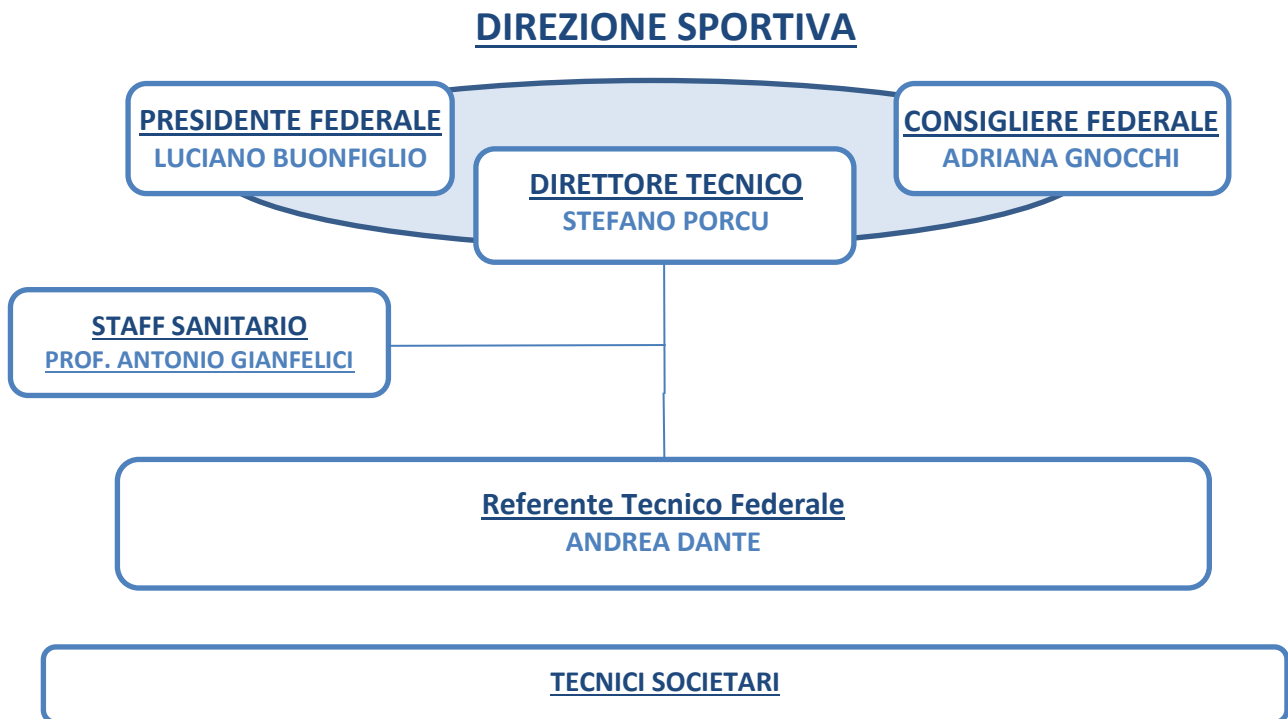 DIREZIONE SPORTIVA
PRESIDENTE FEDERALE
LUCIANO BUONFIGLIO
CONSIGLIERE FEDERALE
ADRIANA GNOCCHI
DIRETTORE TECNICO
STEFANO PORCU
STAFF SANITARIO
PROF. ANTONIO GIANFELICI
Referente Tecnico Federale
ANDREA DANTE
TECNICI SOCIETARI